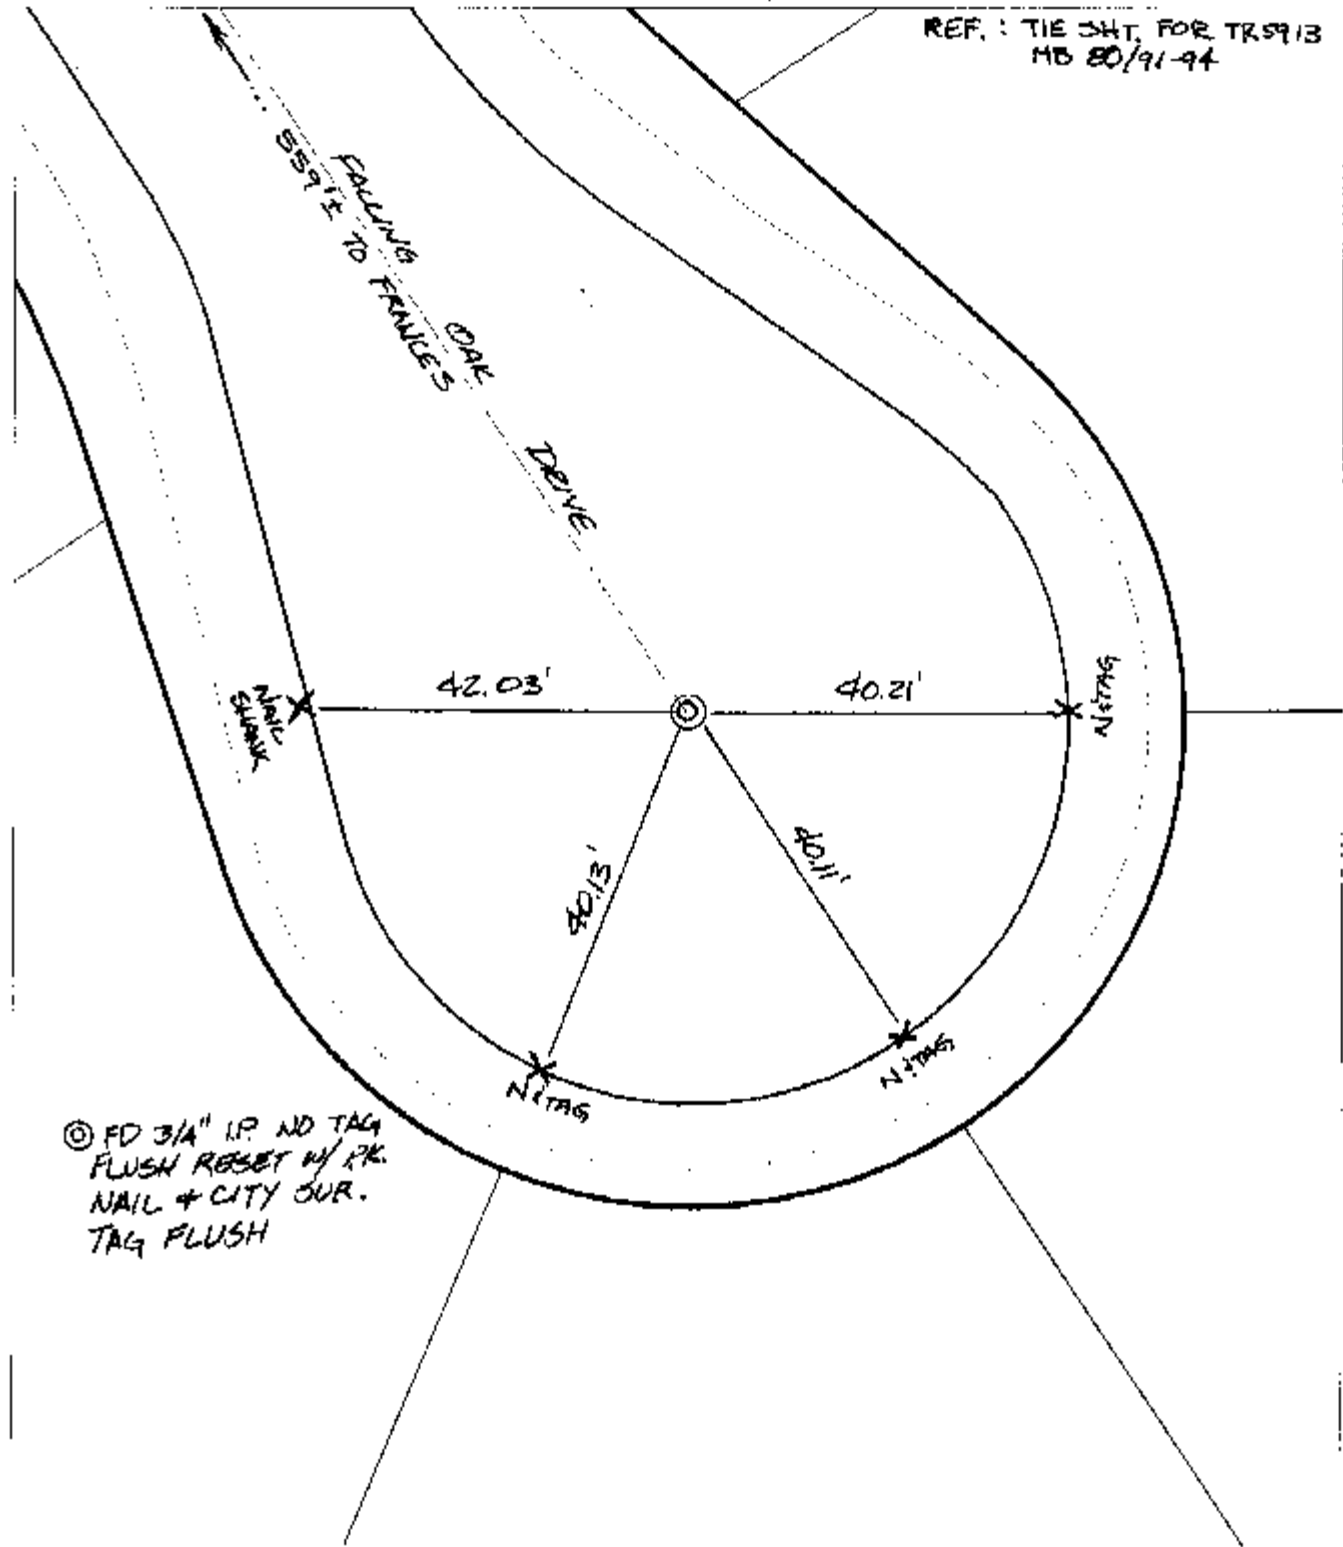 REF. : TIE SHT. FOR TR5913
MB 80/91-94
FALLING OAK DRIVE
559'± TO FRANCES
42.03'
40.21'
NAIL
SHANK
N&TAG
40.13'
40.11'
N&TAG
N&TAG
◎ FD 3/4" I.P. NO TAG
FLUSH RESET W/ P.K.
NAIL & CITY SUR.
TAG FLUSH